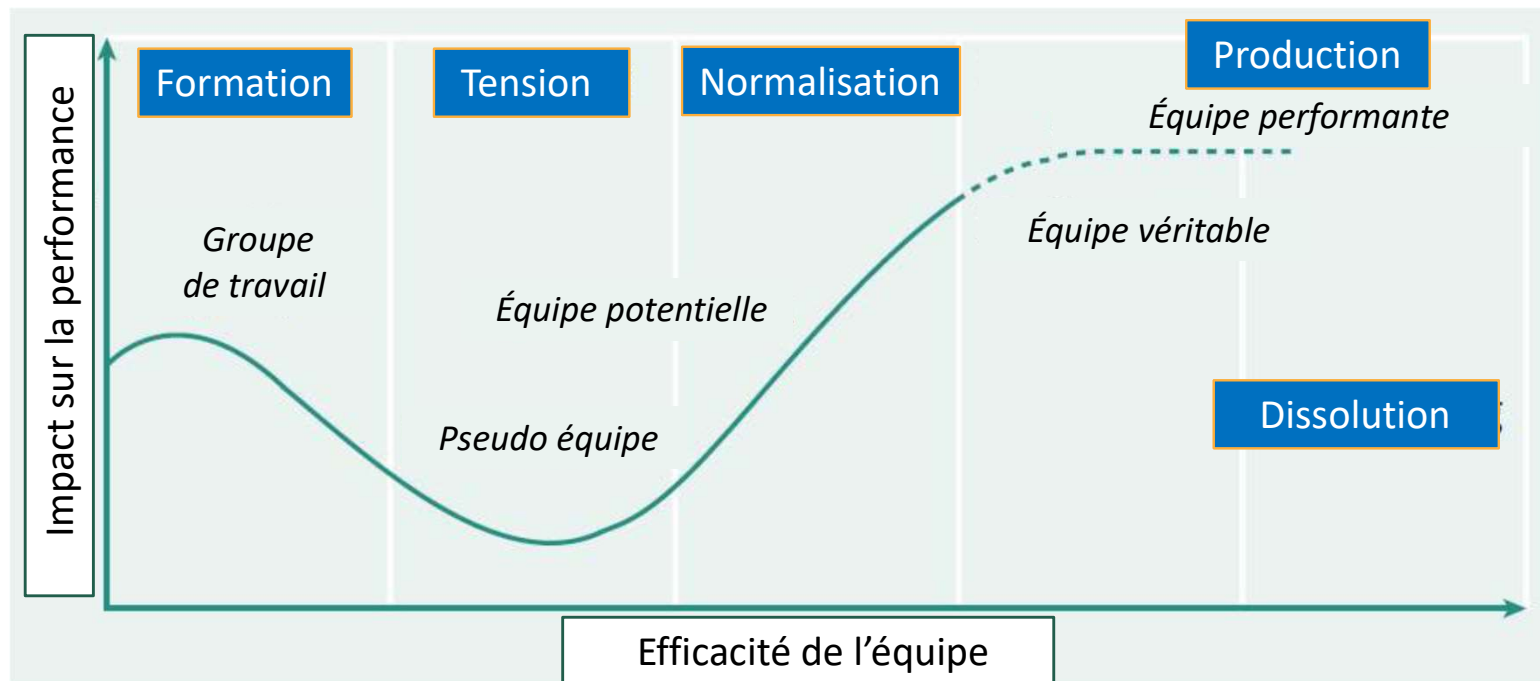 Impact sur la performance
Formation
Tension
Normalisation
Production
Équipe performante
Groupe
de travail
Équipe véritable
Équipe potentielle
Pseudo équipe
Dissolution
Efficacité de l’équipe